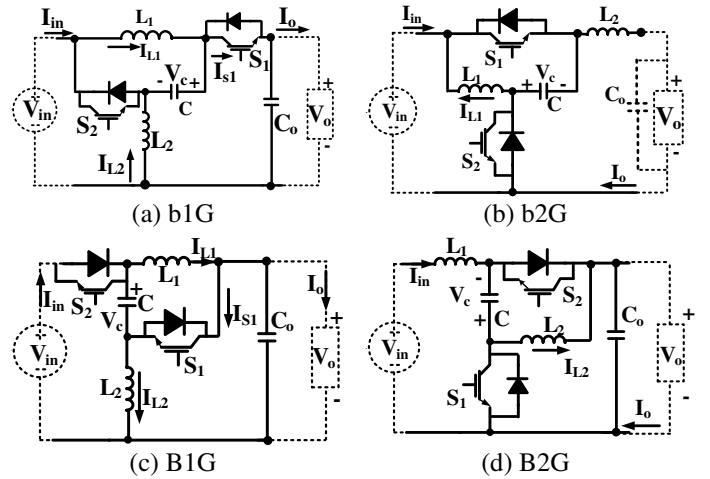 I_in L_1 I_o
I_L1 S_1
I_s1
V_c
- +
C
S_2 L_2 C_o
V_in V_o
+
-
I_L2
(a) b1G
I_in L_2
S_1
L_1 V_c
+ -
C
I_L1
C_o
S_2
V_in V_o
+
-
I_o
(b) b2G
I_L1
L_1
I_in S_2
+ C
V_c
I_S1
C_o I_o
S_1
V_in V_o
+
-
L_2 I_L2
(c) B1G
L_1
I_in
S_2
-
V_c C
+
L_2
I_L2
C_o
S_1
V_in V_o
+
-
I_o
(d) B2G